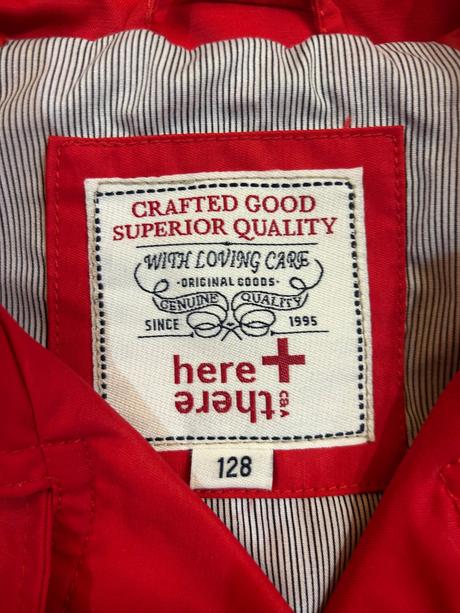 CRAFTED GOOD
SUPERIOR QUALITY
WITH LOVING CARE
·ORIGINAL GOODS·
GENUINE QUALITY
SINCE 1995
here+
there
C&A
128